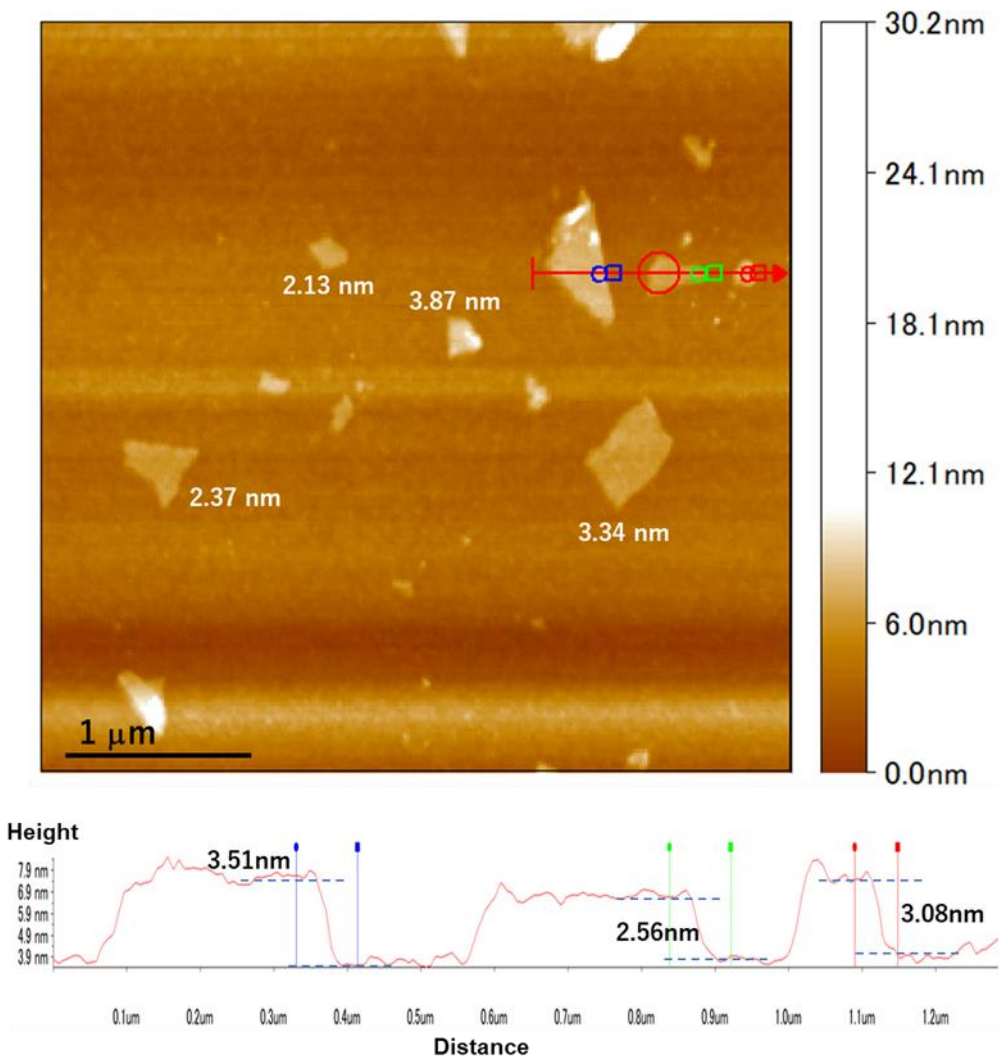 30.2nm
24.1nm
2.13 nm
3.87 nm
18.1nm
12.1nm
2.37 nm
3.34 nm
6.0nm
1 μm
0.0nm
Height
7.9 nm
3.51nm
6.9 nm
5.9 nm
3.08nm
2.56nm
4.9 nm
3.9 nm
0.1um 0.2um 0.3um 0.4um 0.5um 0.6um 0.7um 0.8um 0.9um 1.0um 1.1um 1.2um
Distance